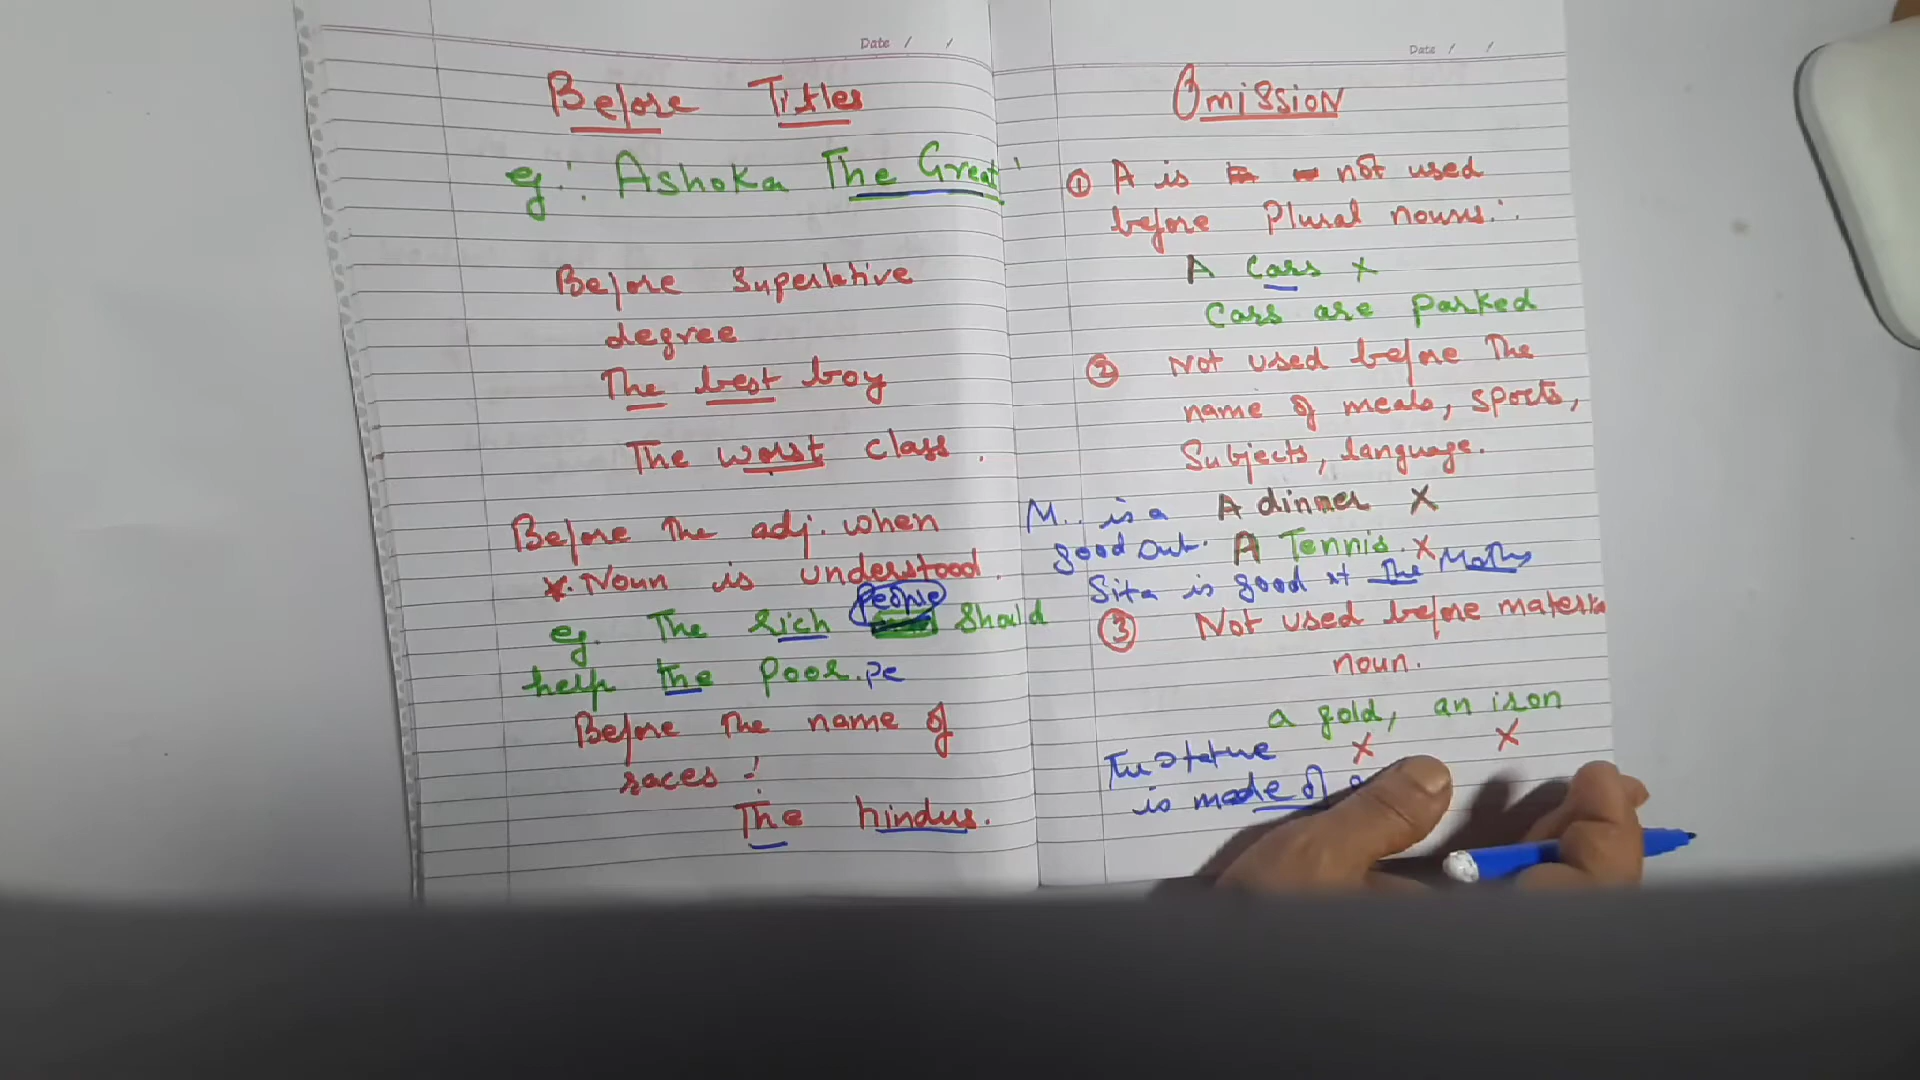 Date / /
Before Titles
eg: Ashoka The Great
Before Superlative
degree
The best boy
The worst class.
Before the adj. when
Noun is understood.
people
eg. The rich should
help the poor. pe
Before the name of
races :
The hindus.
Date / /
Omission
① A is not used
before Plural nouns.
A cars x
Cars are parked
② Not used before the
name of meals, sports,
Subjects, language.
M.. is a
A dinner X
good out.
A Tennis. x
Sita is good at the Maths
③ Not used before
noun.
a gold, an iron
x x
statue
is made of